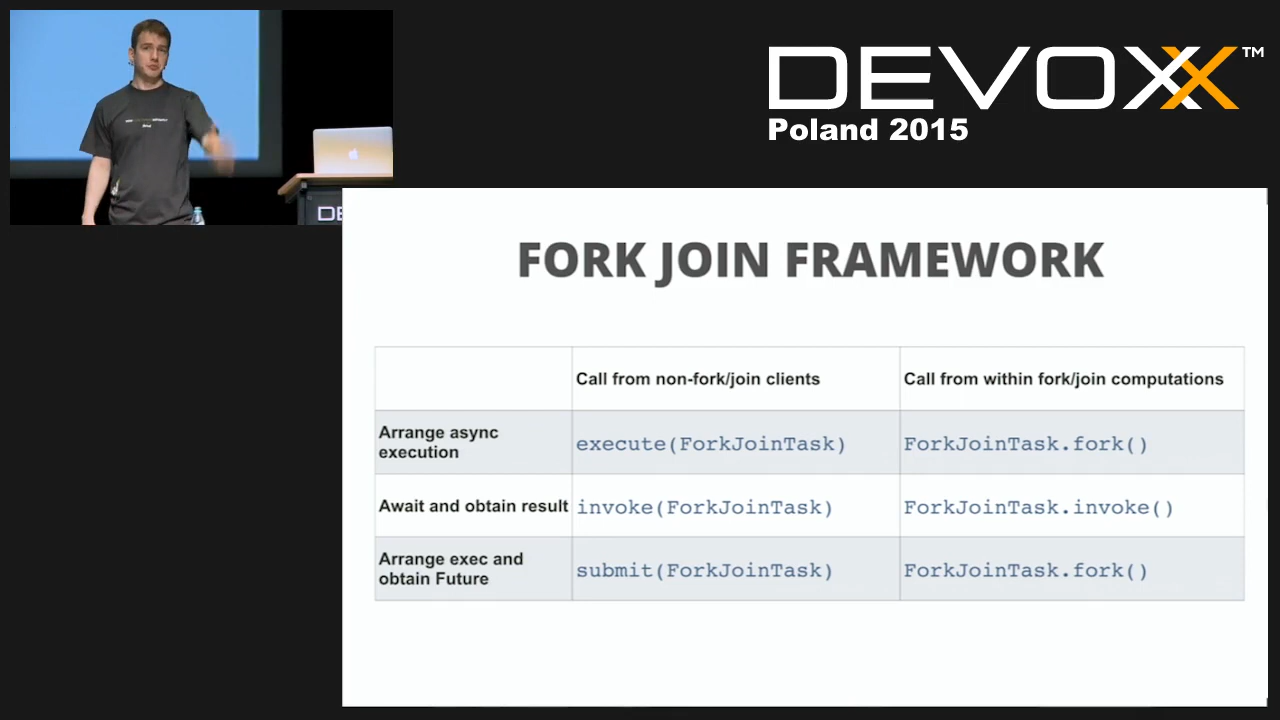 DEVOXX™
Poland 2015
DE
FORK JOIN FRAMEWORK
Call from non-fork/join clients
Call from within fork/join computations
Arrange async
execution
execute(ForkJoinTask)
ForkJoinTask.fork()
Await and obtain result
invoke(ForkJoinTask)
ForkJoinTask.invoke()
Arrange exec and
obtain Future
submit(ForkJoinTask)
ForkJoinTask.fork()